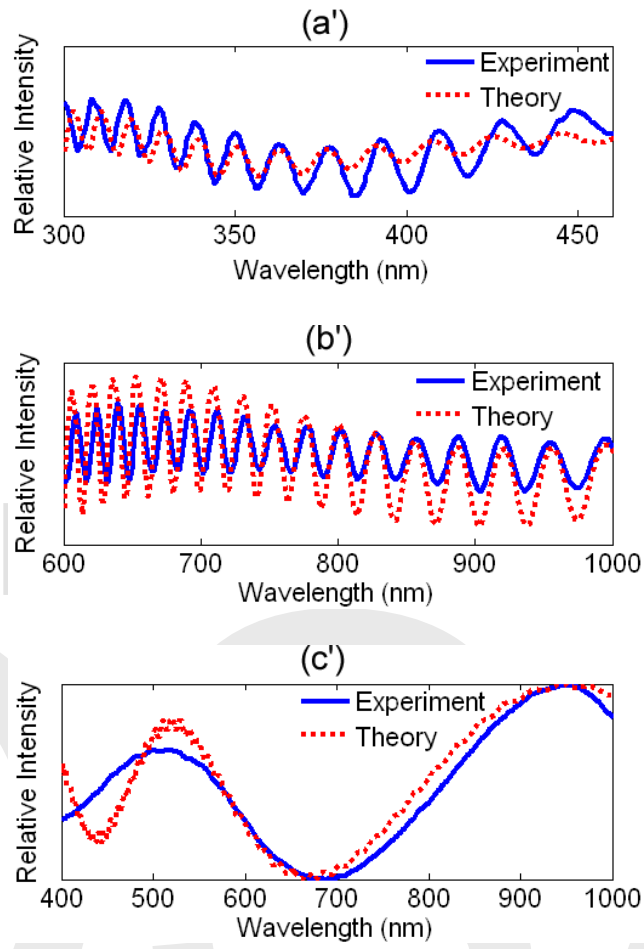 (a')
Relative Intensity
Experiment
Theory
300 350 400 450
Wavelength (nm)
(b')
Relative Intensity
Experiment
Theory
600 700 800 900 1000
Wavelength (nm)
(c')
Relative Intensity
Experiment
Theory
400 500 600 700 800 900 1000
Wavelength (nm)